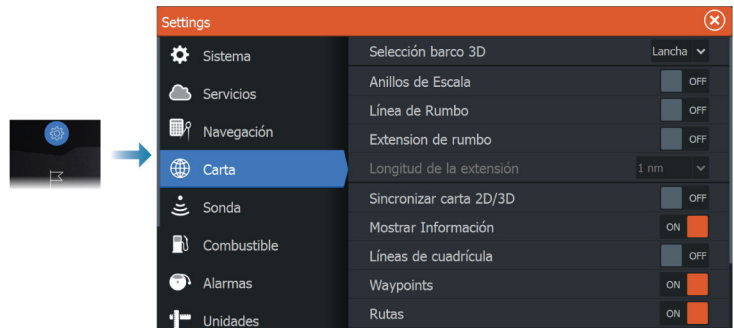 Settings
Sistema
Servicios
Navegación
Carta
Sonda
Combustible
Alarmas
Unidades
Selección barco 3D Lancha
Anillos de Escala OFF
Línea de Rumbo OFF
Extension de rumbo OFF
Longitud de la extensión 1 nm
Sincronizar carta 2D/3D OFF
Mostrar Información ON
Líneas de cuadrícula OFF
Waypoints ON
Rutas ON